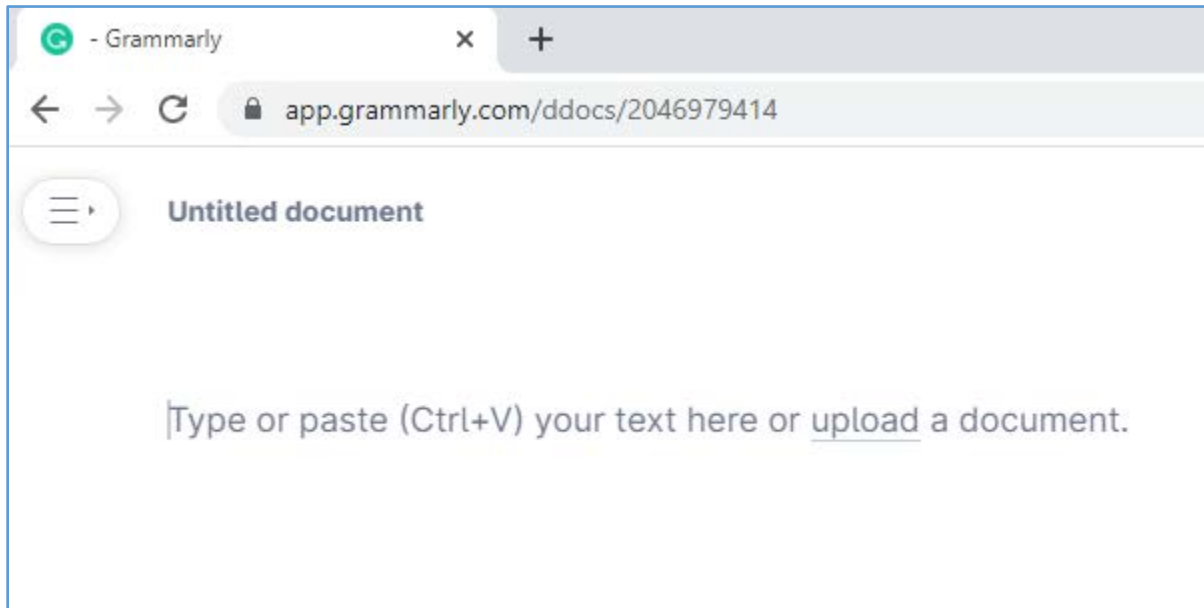 - Grammarly
app.grammarly.com/ddocs/2046979414
Untitled document
Type or paste (Ctrl+V) your text here or upload a document.